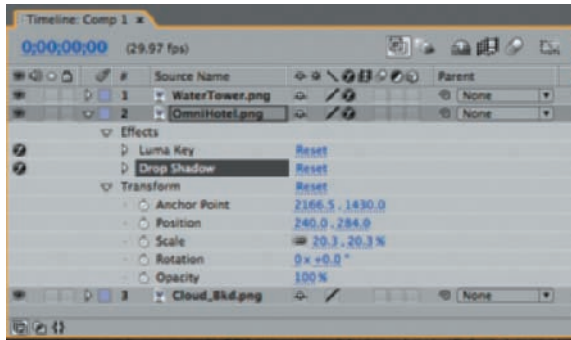 Timeline: Comp 1 x
0;00;00;00 (29.97 fps)
# Source Name Parent
1 WaterTower.png None
2 OmniHotel.png None
Effects
Luma Key Reset
Drop Shadow Reset
Transform Reset
Anchor Point 2166.5 , 1430.0
Position 240.0 , 284.0
Scale 20.3 , 20.3 %
Rotation 0 x +0.0 °
Opacity 100 %
3 Cloud_Bkd.png None